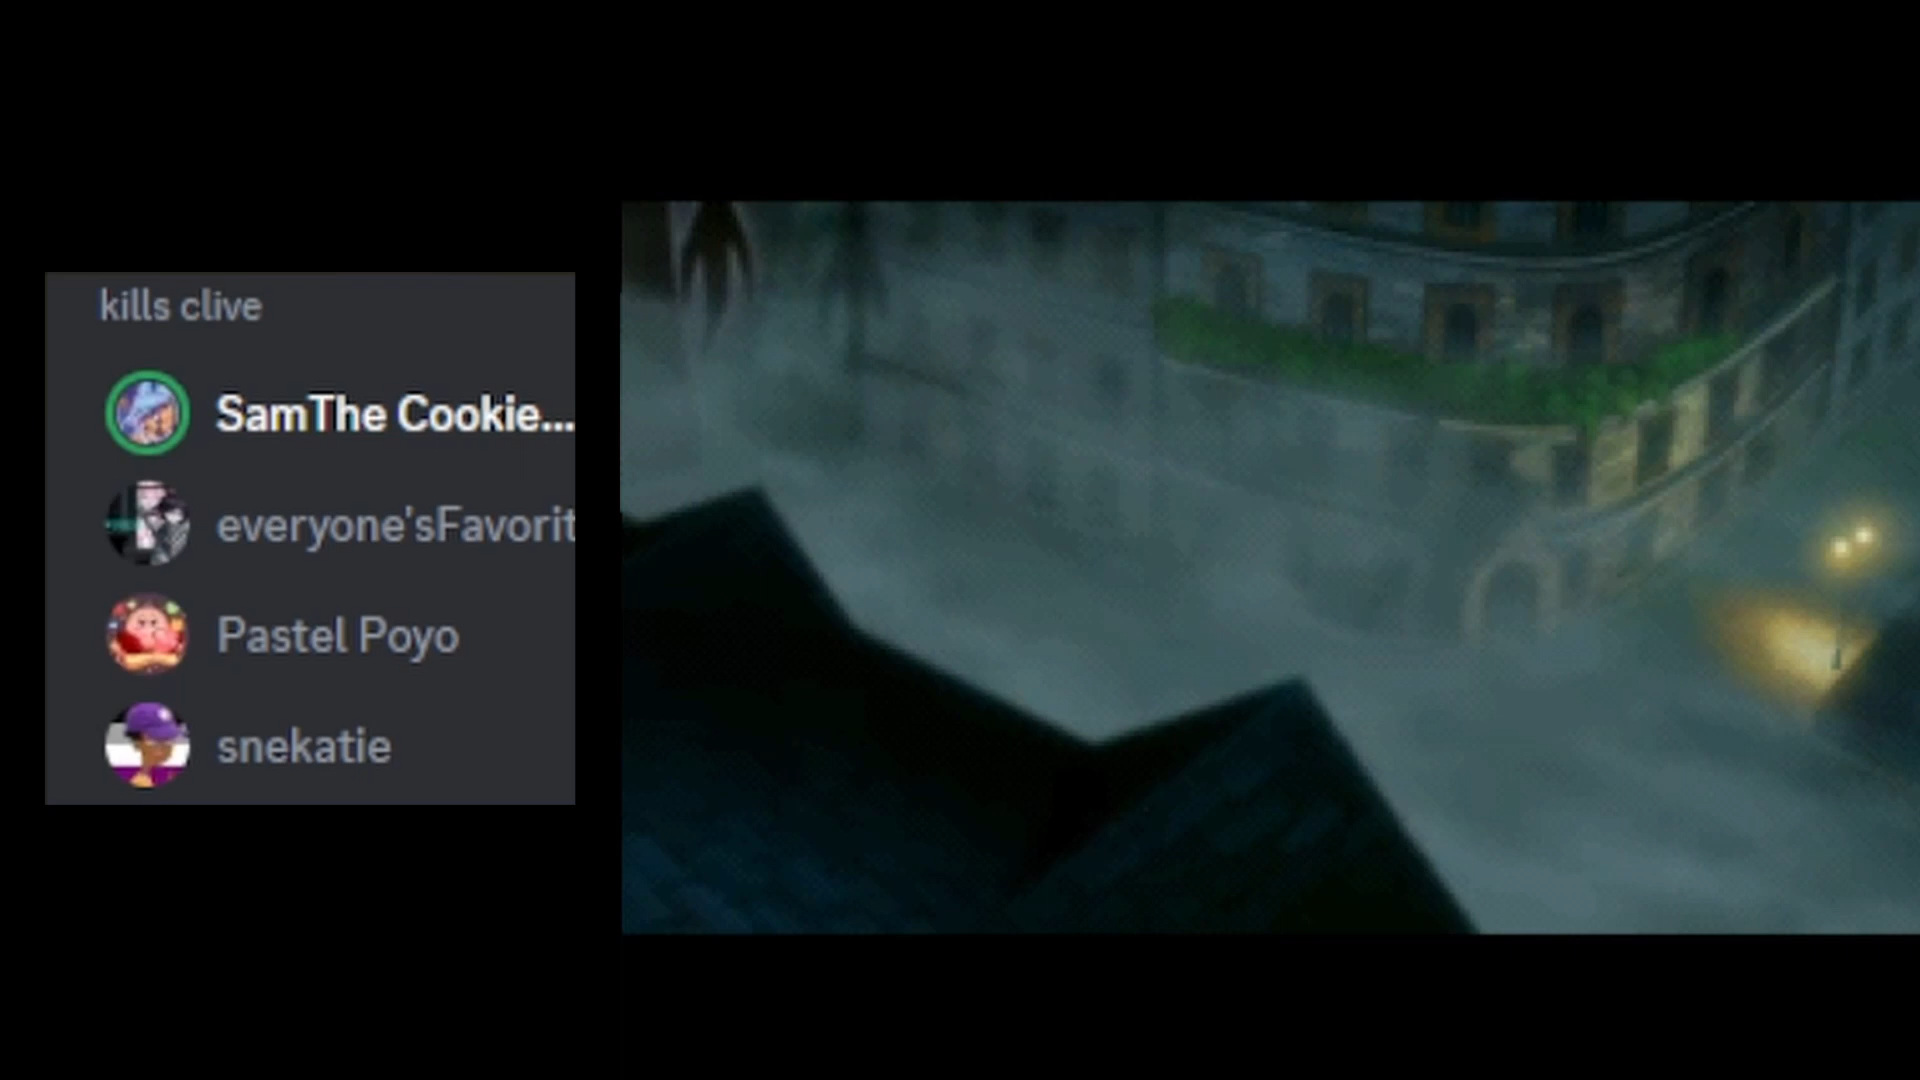 kills clive
SamThe Cookie...
everyone'sFavorit
Pastel Poyo
snekatie